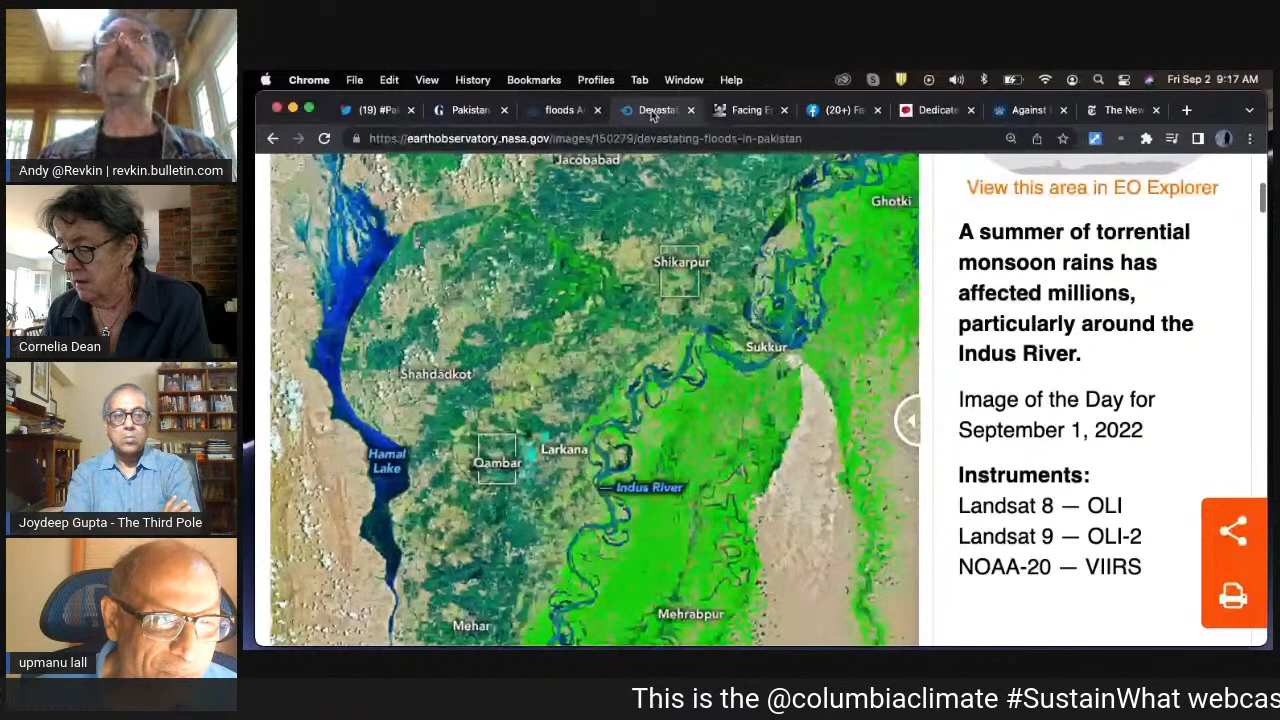 Andy @Revkin | revkin.bulletin.com
Cornelia Dean
Joydeep Gupta - The Third Pole
upmanu lall
Chrome File Edit View History Bookmarks Profiles Tab Window Help
Fri Sep 2 9:17 AM
(19) #Pa
Pakistan
floods A
Devasta
Facing E
(20+) Fa
Dedicate
Against
The New
https://earthobservatory.nasa.gov/images/150279/devastating-floods-in-pakistan
Jacobabad
Ghotki
Shikarpur
Sukkur
Shahdadkot
Larkana
Hamal
Lake
Qambar
Indus River
Mehrabpur
Mehar
View this area in EO Explorer
A summer of torrential
monsoon rains has
affected millions,
particularly around the
Indus River.
Image of the Day for
September 1, 2022
Instruments:
Landsat 8 — OLI
Landsat 9 — OLI-2
NOAA-20 — VIIRS
This is the @columbiaclimate #SustainWhat webcas